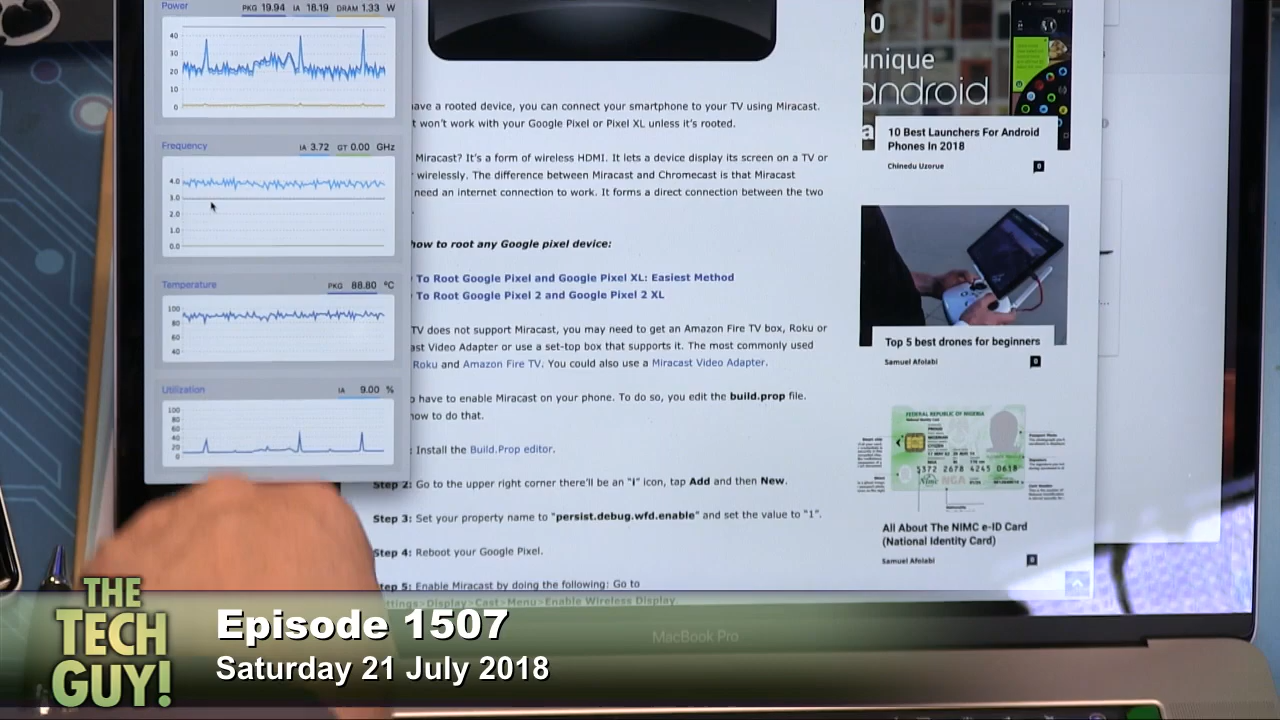 Power PKG 19.94 IA 18.19 DRAM 1.33 W
40
30
20
10
0
Frequency IA 3.72 GT 0.00 GHz
4.0
3.0
2.0
1.0
0.0
Temperature PKG 88.80 °C
100
80
60
40
Utilization IA 9.00 %
100
80
60
40
20
0
have a rooted device, you can connect your smartphone to your TV using Miracast.
t won't work with your Google Pixel or Pixel XL unless it's rooted.
Miracast? It's a form of wireless HDMI. It lets a device display its screen on a TV or
wirelessly. The difference between Miracast and Chromecast is that Miracast
need an internet connection to work. It forms a direct connection between the two
how to root any Google pixel device:
To Root Google Pixel and Google Pixel XL: Easiest Method
To Root Google Pixel 2 and Google Pixel 2 XL
TV does not support Miracast, you may need to get an Amazon Fire TV box, Roku or
ast Video Adapter or use a set-top box that supports it. The most commonly used
Roku and Amazon Fire TV. You could also use a Miracast Video Adapter.
have to enable Miracast on your phone. To do so, you edit the build.prop file.
how to do that.
: Install the Build.Prop editor.
Step 2: Go to the upper right corner there'll be an "i" icon, tap Add and then New.
Step 3: Set your property name to "persist.debug.wfd.enable" and set the value to "1".
Step 4: Reboot your Google Pixel.
tep 5: Enable Miracast by doing the following: Go to
ettings>Display>Cast>Menu>Enable Wireless Display.
10
unique
android
10 Best Launchers For Android
Phones In 2018
Chinedu Uzorue 0
Top 5 best drones for beginners
Samuel Afolabi 0
FEDERAL REPUBLIC OF NIGERIA
5372 2678 4245 0618
NGA
All About The NIMC e-ID Card
(National Identity Card)
Samuel Afolabi 0
MacBook Pro
THE
TECH
GUY!
Episode 1507
Saturday 21 July 2018